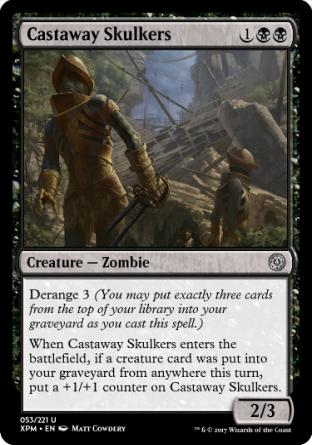 Castaway Skulkers 1
Creature — Zombie
Derange 3 (You may put exactly three cards
from the top of your library into your
graveyard as you cast this spell.)
When Castaway Skulkers enters the
battlefield, if a creature card was put into
your graveyard from anywhere this turn,
put a +1/+1 counter on Castaway Skulkers.
2/3
053/221 U
XPM • EN Matt Cowdery
™ & © 2017 Wizards of the Coast